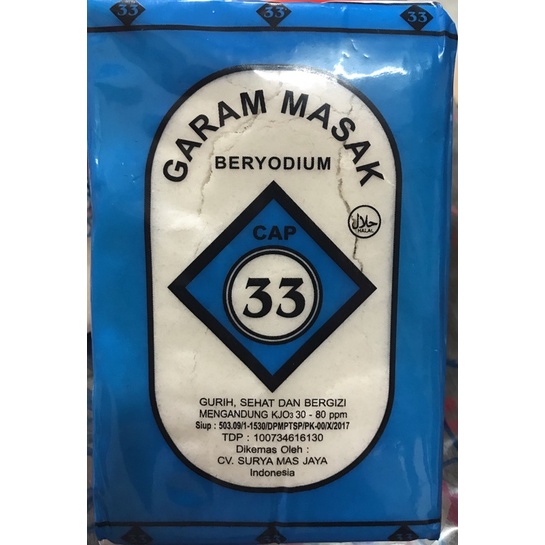 33 33 33
GARAM MASAK
BERYODIUM
حلال
HALAL
CAP
33
GURIH, SEHAT DAN BERGIZI
MENGANDUNG KJO3 30 - 80 ppm
Siup : 503.09/1-1530/DPMPTSP/PK-00/X/2017
TDP : 100734616130
Dikemas Oleh :
CV. SURYA MAS JAYA
Indonesia
33